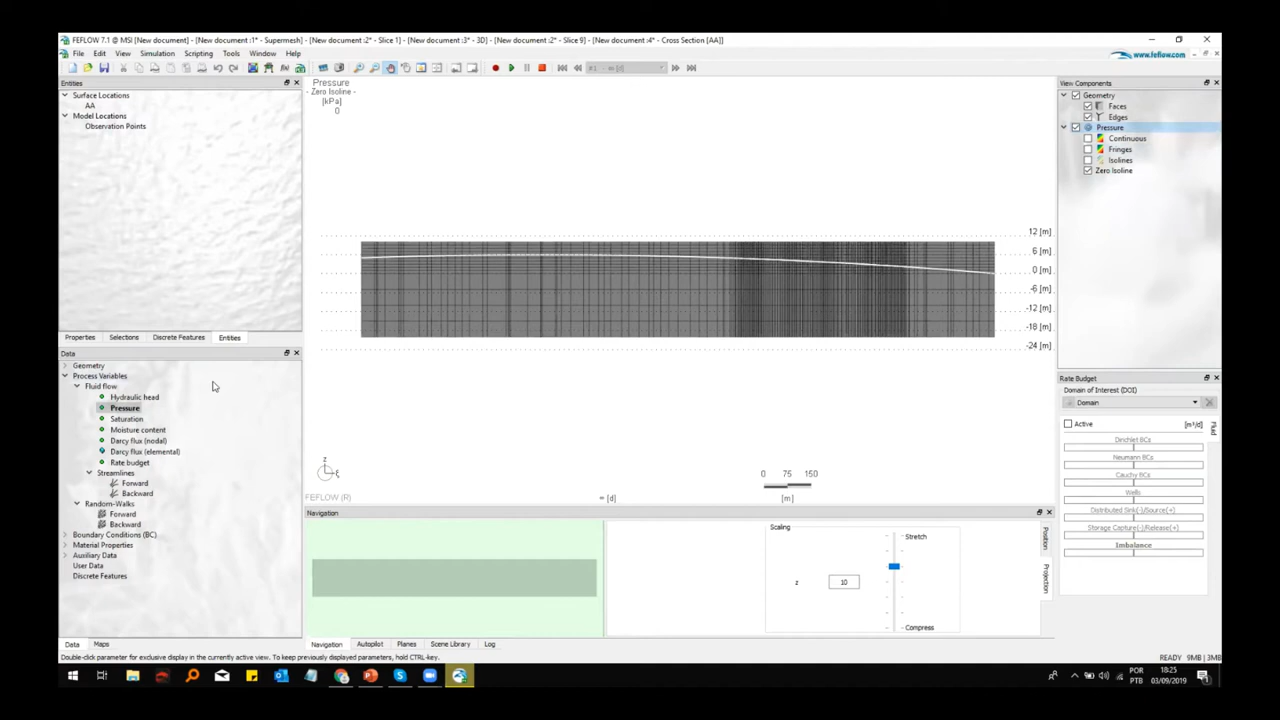 FEFLOW 7.1 @ MSI [New document] - [New document :1* - Supermesh] - [New document :2* - Slice 1] - [New document :3* - 3D] - [New document :2* - Slice 9] - [New document :4* - Cross Section [AA]]
File Edit View Simulation Scripting Tools Window Help
www.feflow.com
Entities
Surface Locations
AA
Model Locations
Observation Points
Properties Selections Discrete Features Entities
Data
Geometry
Process Variables
Fluid flow
Hydraulic head
Pressure
Saturation
Moisture content
Darcy flux (nodal)
Darcy flux (elemental)
Rate budget
Streamlines
Forward
Backward
Random-Walks
Forward
Backward
Boundary Conditions (BC)
Material Properties
Auxiliary Data
User Data
Discrete Features
Data Maps
Pressure
- Zero Isoline -
[kPa]
0
12 [m]
6 [m]
0 [m]
-6 [m]
-12 [m]
-18 [m]
-24 [m]
z
ξ
0 75 150
[m]
FEFLOW (R)
= [d]
Navigation
Scaling
Stretch
z 10
Compress
Position
Projection
Navigation Autopilot Planes Scene Library Log
View Components
Geometry
Faces
Edges
Pressure
Continuous
Fringes
Isolines
Zero Isoline
Rate Budget
Domain of Interest (DOI)
Domain
Active [m³/d]
Fluid
Dirichlet BCs
Neumann BCs
Cauchy BCs
Wells
Distributed Sink(-)/Source(+)
Storage Capture(-)/Release(+)
Imbalance
Double-click parameter for exclusive display in the currently active view. To keep previously displayed parameters, hold CTRL-key.
READY 9MB | 3MB
POR
PTB
18:25
03/09/2019